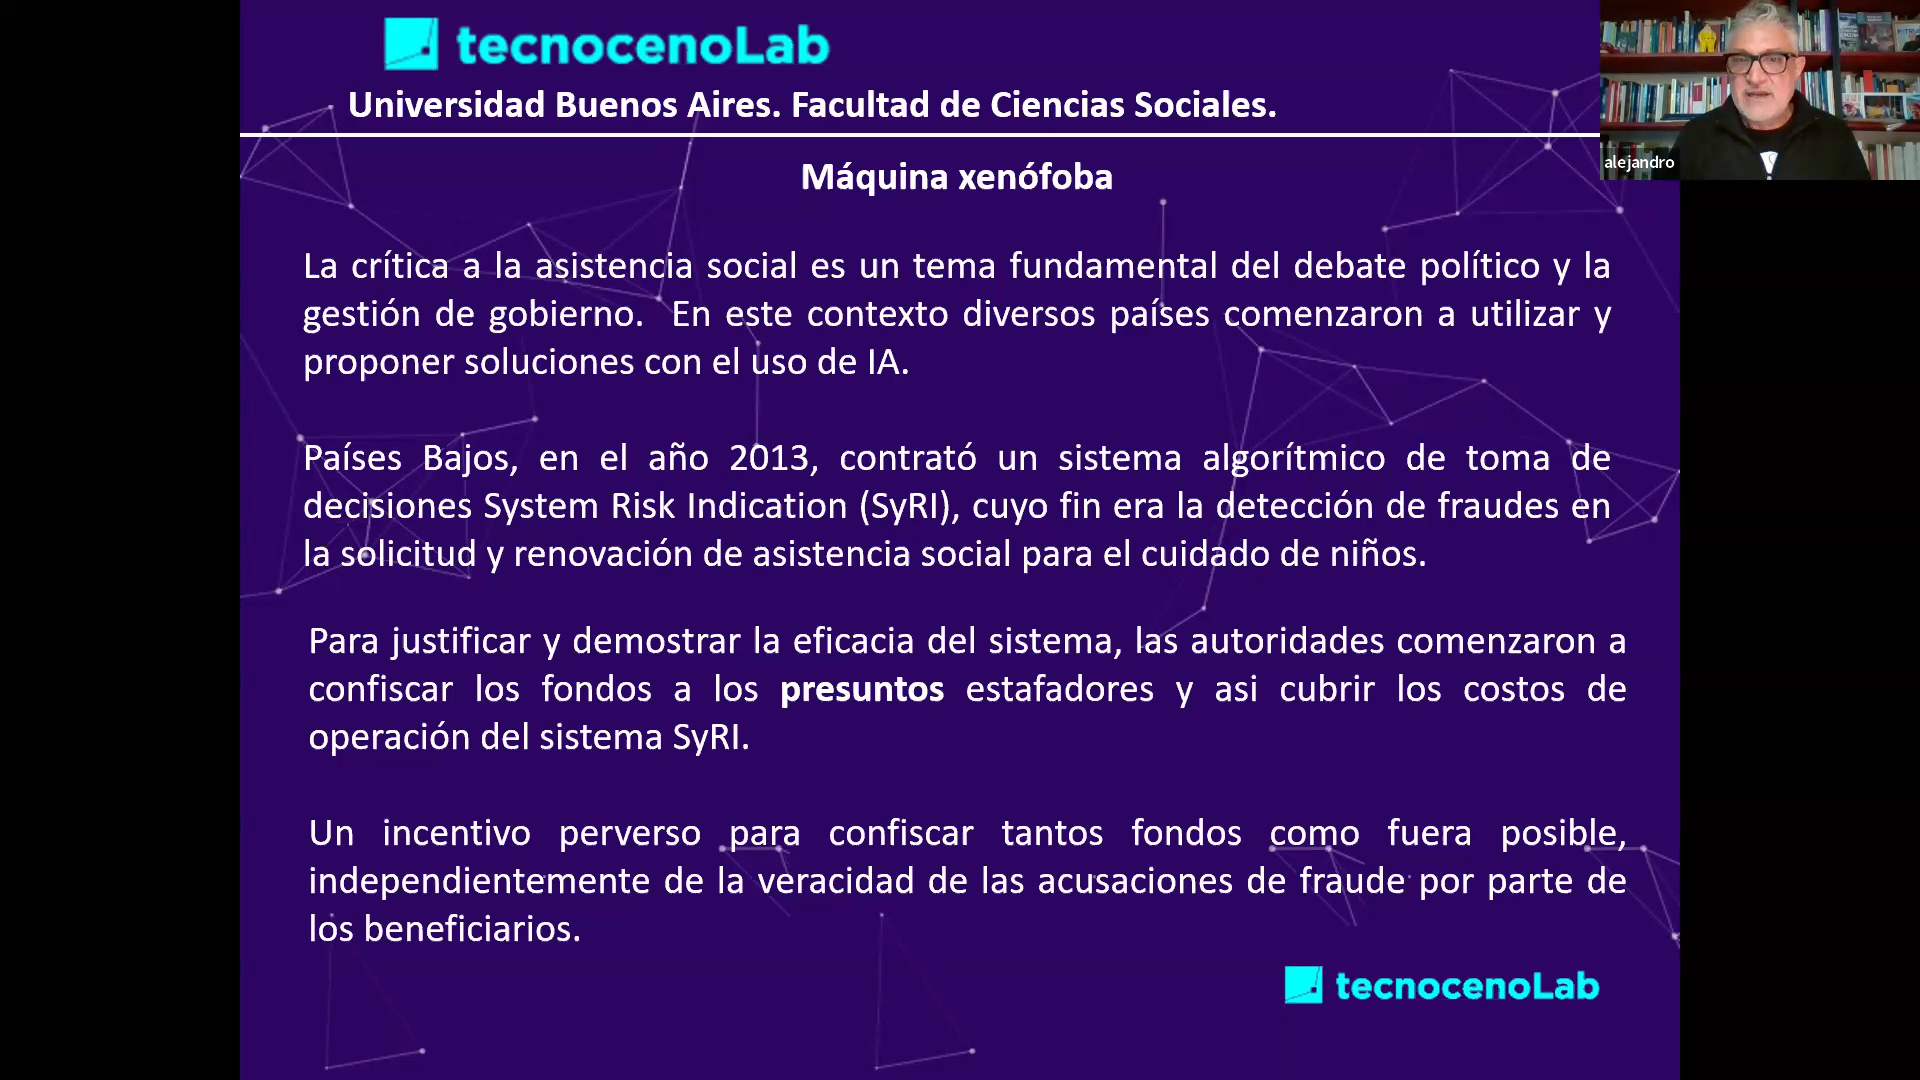 tecnocenoLab
Universidad Buenos Aires. Facultad de Ciencias Sociales.
alejandro
Máquina xenófoba
La crítica a la asistencia social es un tema fundamental del debate político y la
gestión de gobierno.  En este contexto diversos países comenzaron a utilizar y
proponer soluciones con el uso de IA.
Países Bajos, en el año 2013, contrató un sistema algorítmico de toma de
decisiones System Risk Indication (SyRI), cuyo fin era la detección de fraudes en
la solicitud y renovación de asistencia social para el cuidado de niños.
Para justificar y demostrar la eficacia del sistema, las autoridades comenzaron a
confiscar los fondos a los presuntos estafadores y asi cubrir los costos de
operación del sistema SyRI.
Un incentivo perverso para confiscar tantos fondos como fuera posible,
independientemente de la veracidad de las acusaciones de fraude por parte de
los beneficiarios.
tecnocenoLab